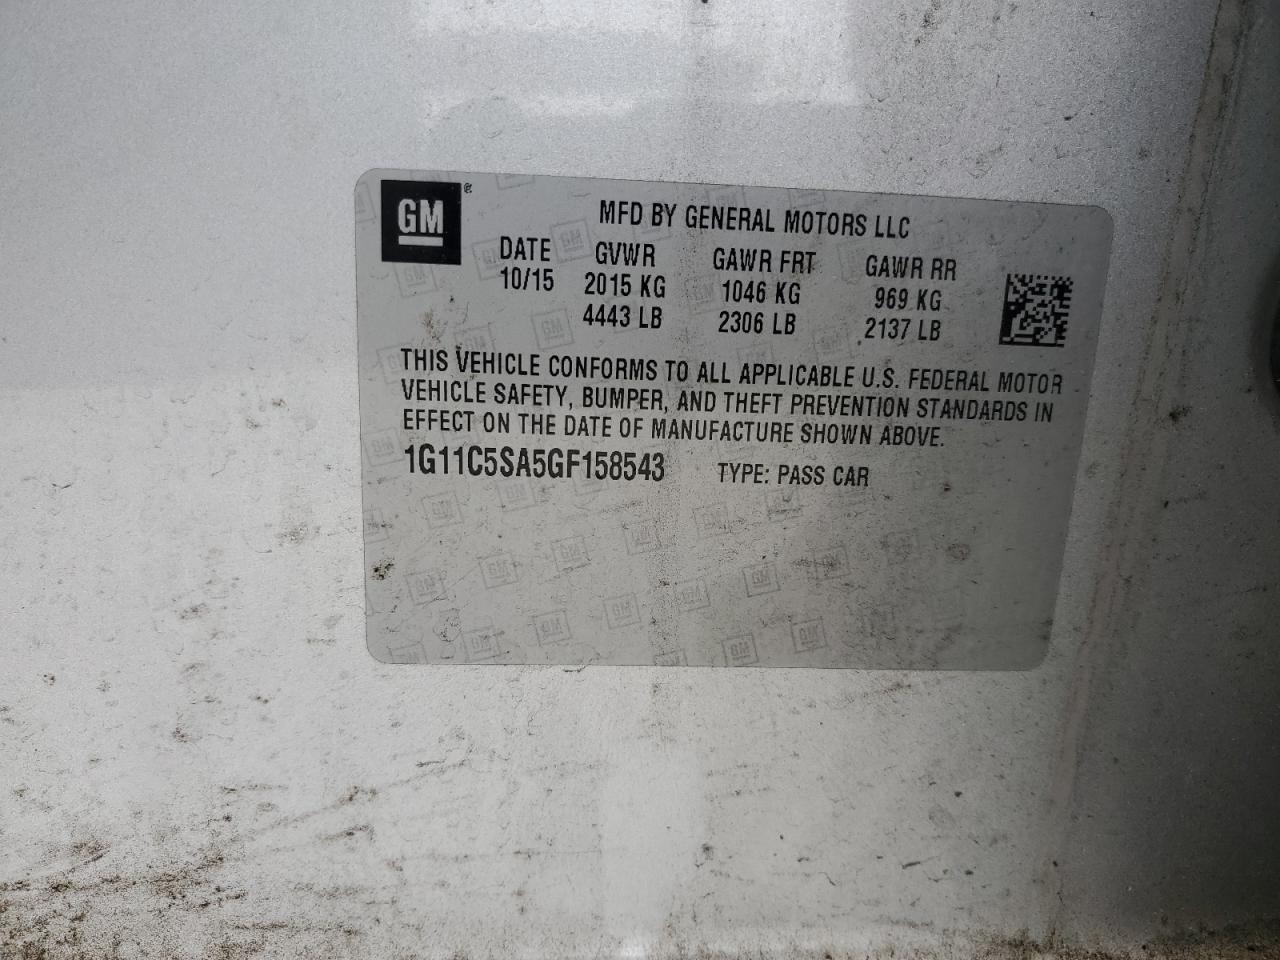 GM
MFD BY GENERAL MOTORS LLC
DATE GVWR GAWR FRT GAWR RR
10/15 2015 KG 1046 KG 969 KG
4443 LB 2306 LB 2137 LB
THIS VEHICLE CONFORMS TO ALL APPLICABLE U.S. FEDERAL MOTOR
VEHICLE SAFETY, BUMPER, AND THEFT PREVENTION STANDARDS IN
EFFECT ON THE DATE OF MANUFACTURE SHOWN ABOVE.
1G11C5SA5GF158543 TYPE: PASS CAR